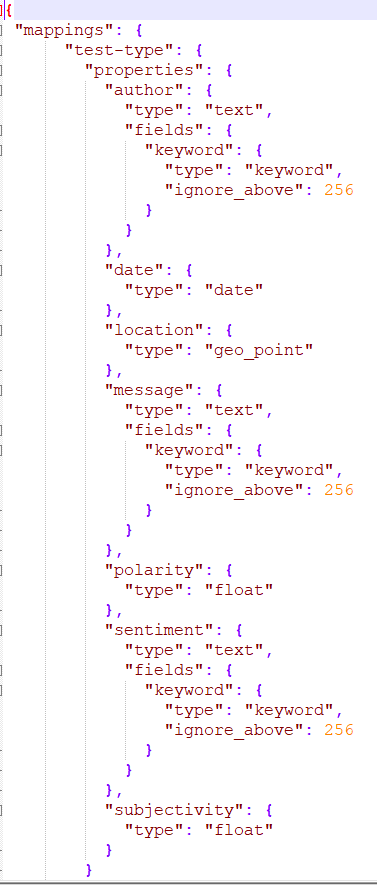 {
"mappings": {
"test-type": {
"properties": {
"author": {
"type": "text",
"fields": {
"keyword": {
"type": "keyword",
"ignore_above": 256
}
}
},
"date": {
"type": "date"
},
"location": {
"type": "geo_point"
},
"message": {
"type": "text",
"fields": {
"keyword": {
"type": "keyword",
"ignore_above": 256
}
}
},
"polarity": {
"type": "float"
},
"sentiment": {
"type": "text",
"fields": {
"keyword": {
"type": "keyword",
"ignore_above": 256
}
}
},
"subjectivity": {
"type": "float"
}
}